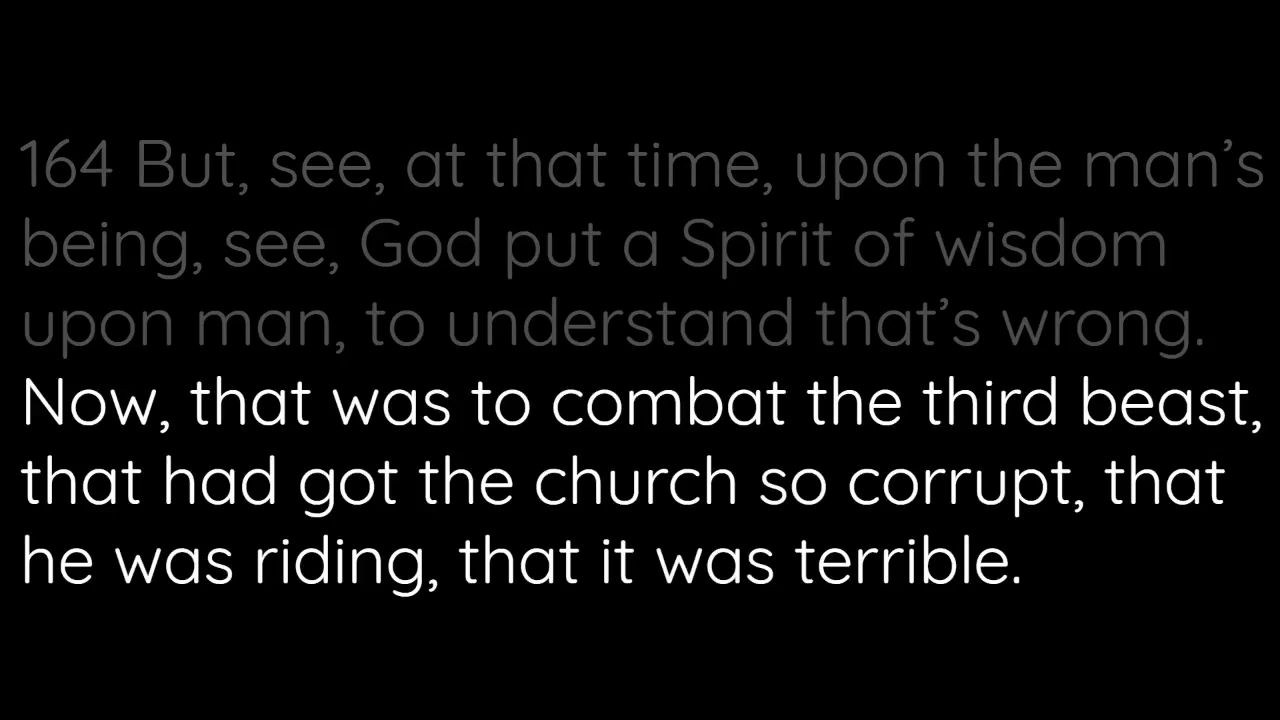 164 But, see, at that time, upon the man’s
being, see, God put a Spirit of wisdom
upon man, to understand that’s wrong.
Now, that was to combat the third beast,
that had got the church so corrupt, that
he was riding, that it was terrible.